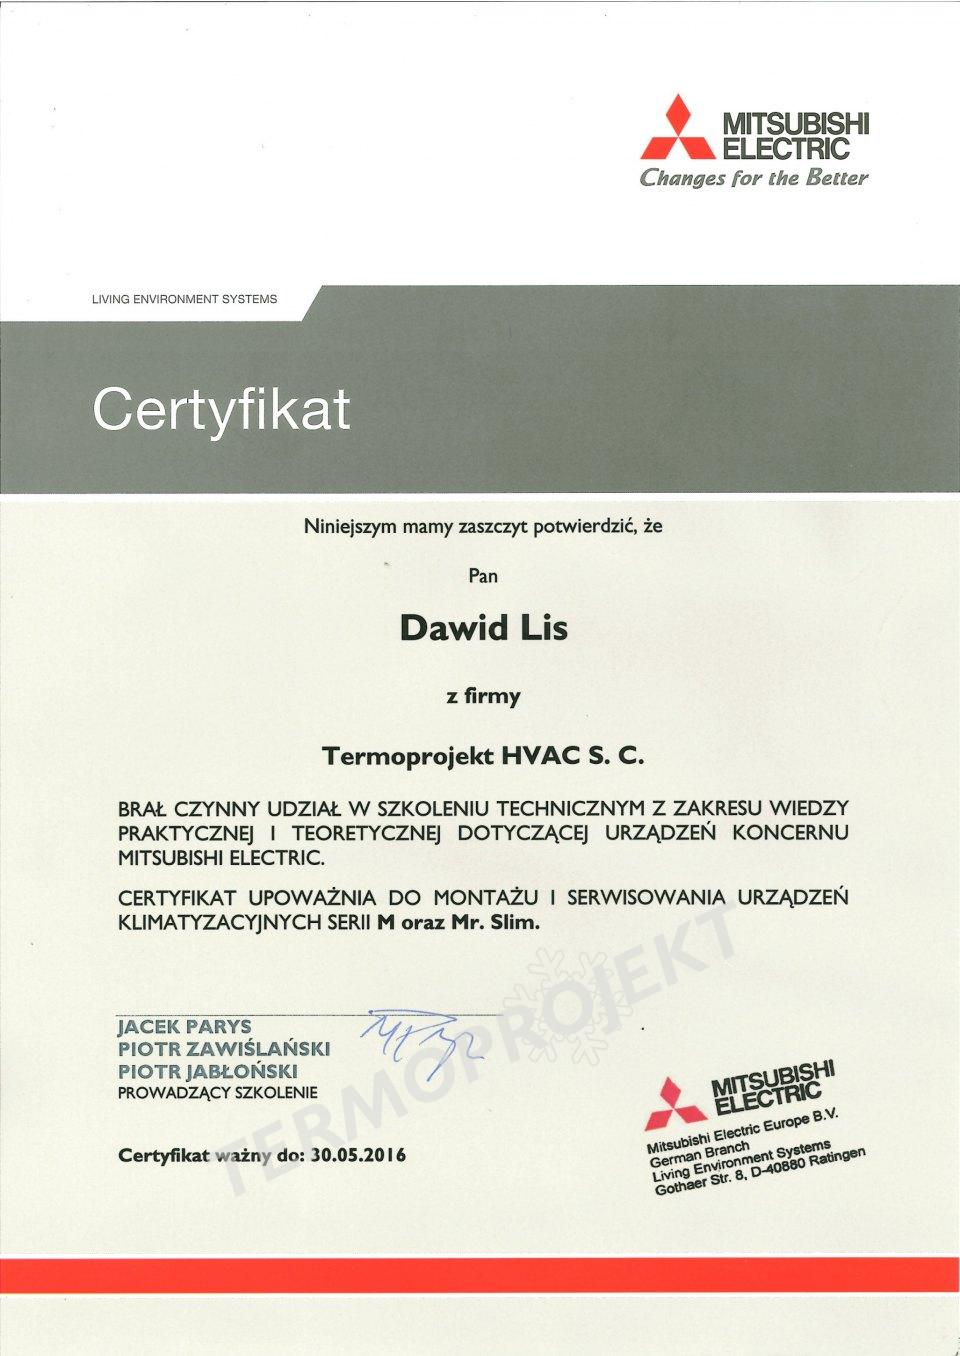 MITSUBISHI
ELECTRIC
Changes for the Better
LIVING ENVIRONMENT SYSTEMS
Certyfikat
Niniejszym mamy zaszczyt potwierdzić, że
Pan
Dawid Lis
z firmy
Termoprojekt HVAC S. C.
BRAŁ CZYNNY UDZIAŁ W SZKOLENIU TECHNICZNYM Z ZAKRESU WIEDZY
PRAKTYCZNEJ I TEORETYCZNEJ DOTYCZĄCEJ URZĄDZEŃ KONCERNU
MITSUBISHI ELECTRIC.
CERTYFIKAT UPOWAŻNIA DO MONTAŻU I SERWISOWANIA URZĄDZEŃ
KLIMATYZACYJNYCH SERII M oraz Mr. Slim.
TERMOPROJEKT
JACEK PARYS
PIOTR ZAWIŚLAŃSKI
PIOTR JABŁOŃSKI
PROWADZĄCY SZKOLENIE
Certyfikat ważny do: 30.05.2016
MITSUBISHI
ELECTRIC
Mitsubishi Electric Europe B.V.
German Branch
Living Environment Systems
Gothaer Str. 8, D-40880 Ratingen